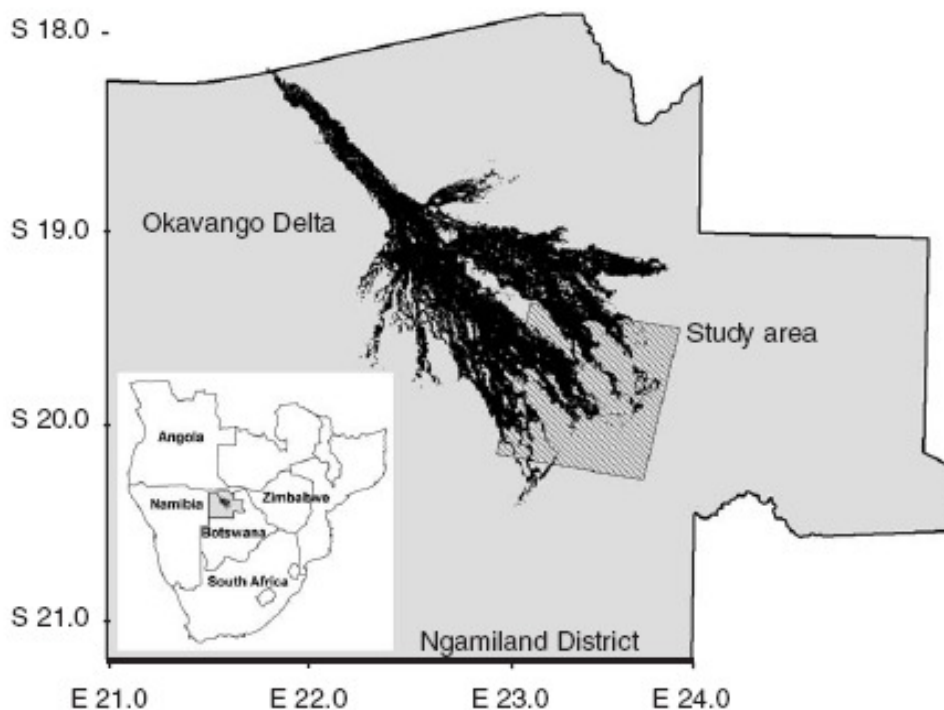 S 18.0
S 19.0
Okavango Delta
Study area
S 20.0
Angola
Namibia
Zimbabwe
Botswana
South Africa
S 21.0
Ngamiland District
E 21.0
E 22.0
E 23.0
E 24.0